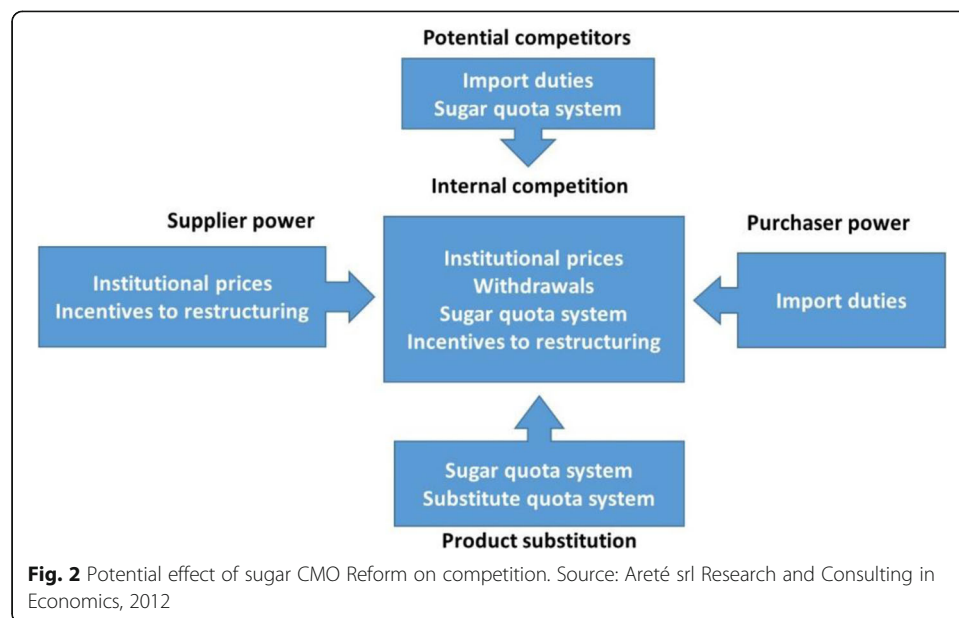 Potential competitors
Import duties
Sugar quota system
Internal competition
Supplier power
Purchaser power
Institutional prices
Incentives to restructuring
Institutional prices
Withdrawals
Sugar quota system
Incentives to restructuring
Import duties
Sugar quota system
Substitute quota system
Product substitution
Fig. 2 Potential effect of sugar CMO Reform on competition. Source: Areté srl Research and Consulting in
Economics, 2012